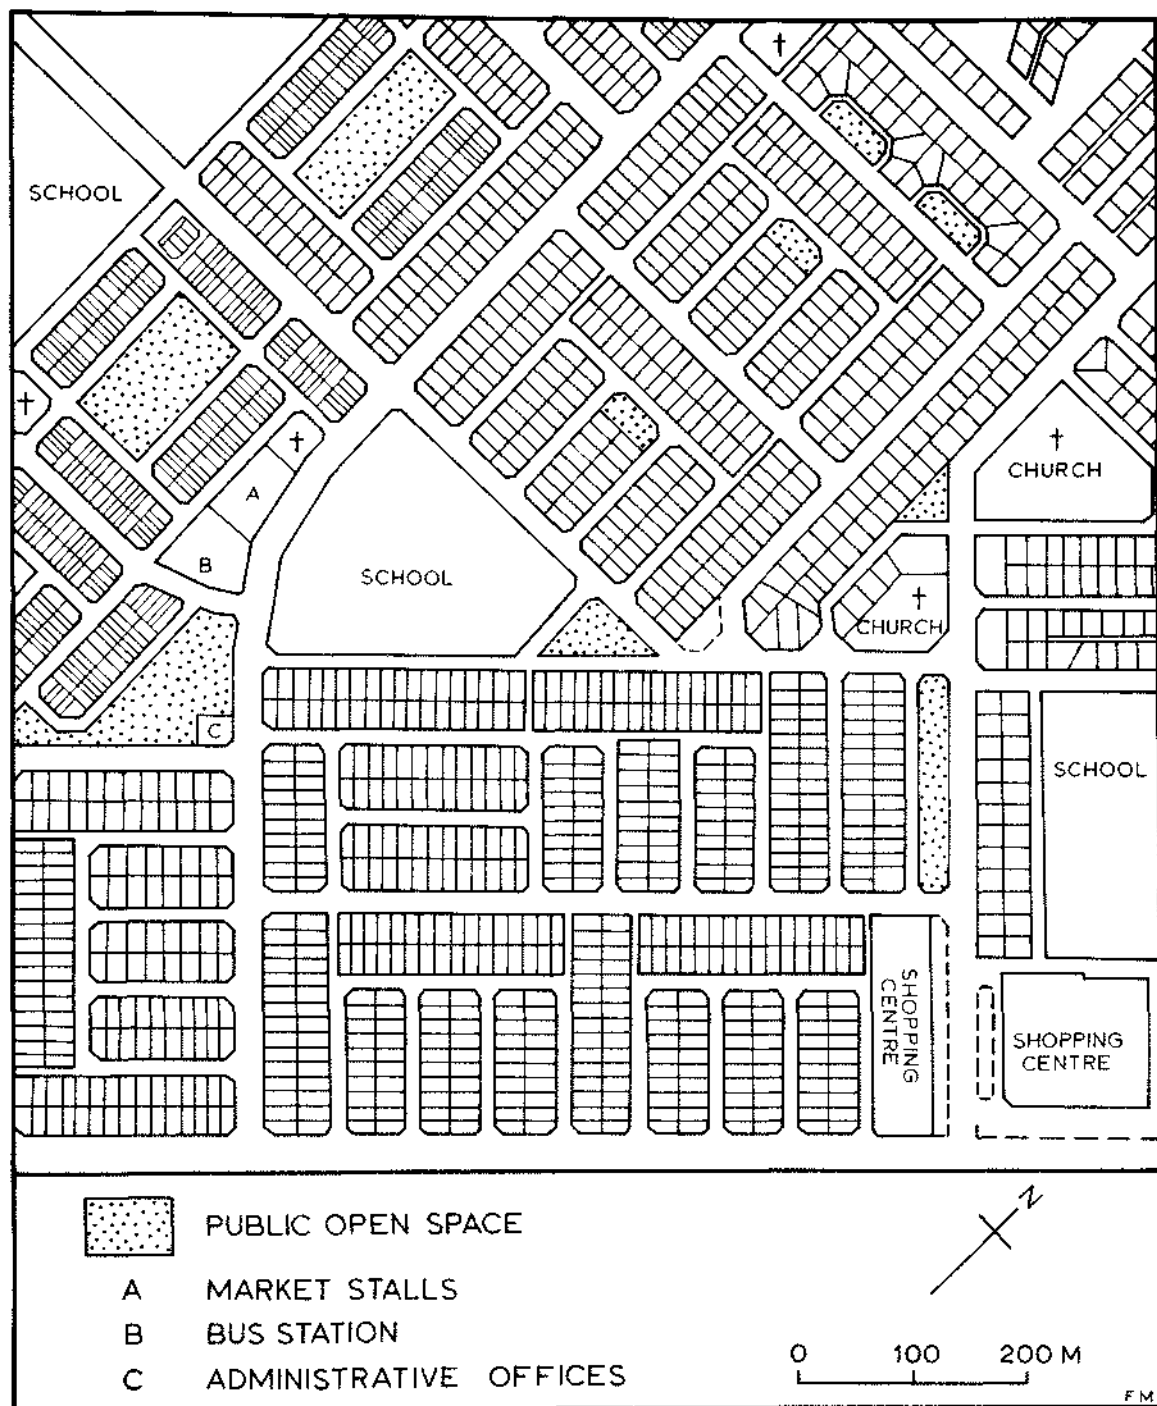 SCHOOL
A
B
SCHOOL
CHURCH
CHURCH
C
SCHOOL
SHOPPING
CENTRE
SHOPPING
CENTRE
PUBLIC OPEN SPACE
A MARKET STALLS
B BUS STATION
C ADMINISTRATIVE OFFICES
N
0 100 200 M
F M